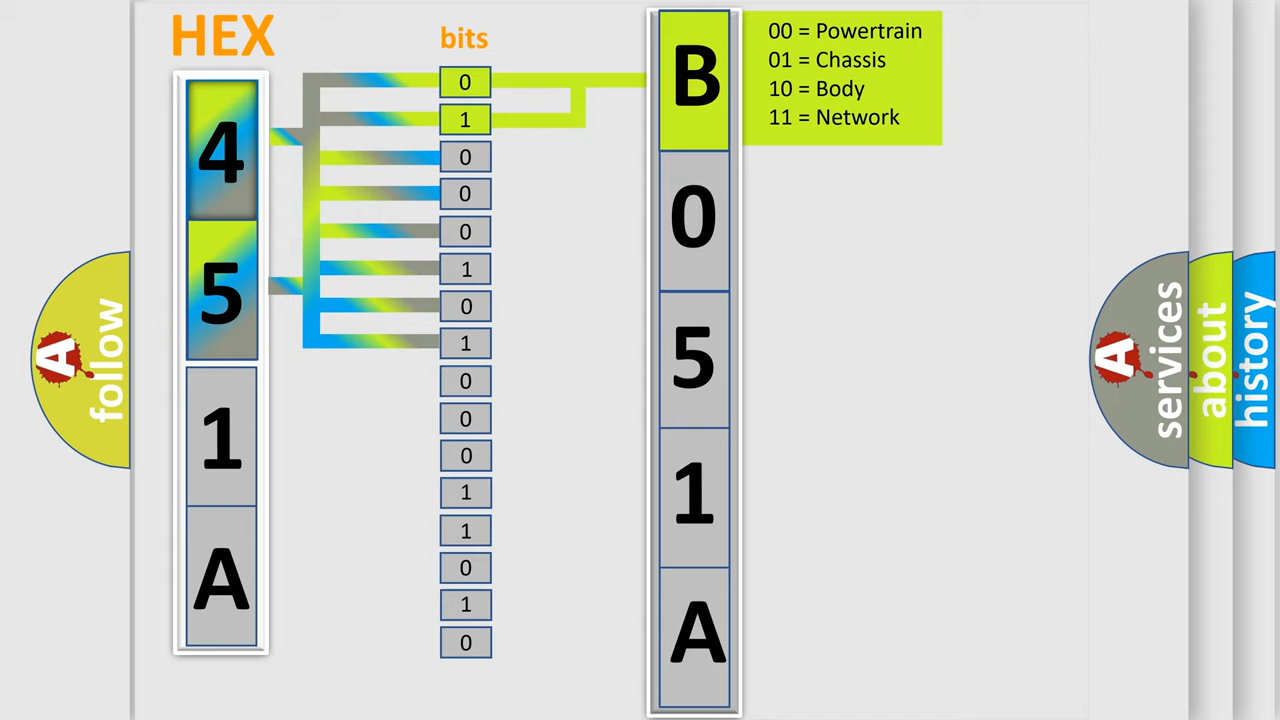 HEX
bits
4
5
1
A
0
1
0
0
0
1
0
1
0
0
0
1
1
0
1
0
B
0
5
1
A
00 = Powertrain
01 = Chassis
10 = Body
11 = Network
A
follow
A
services
about
history